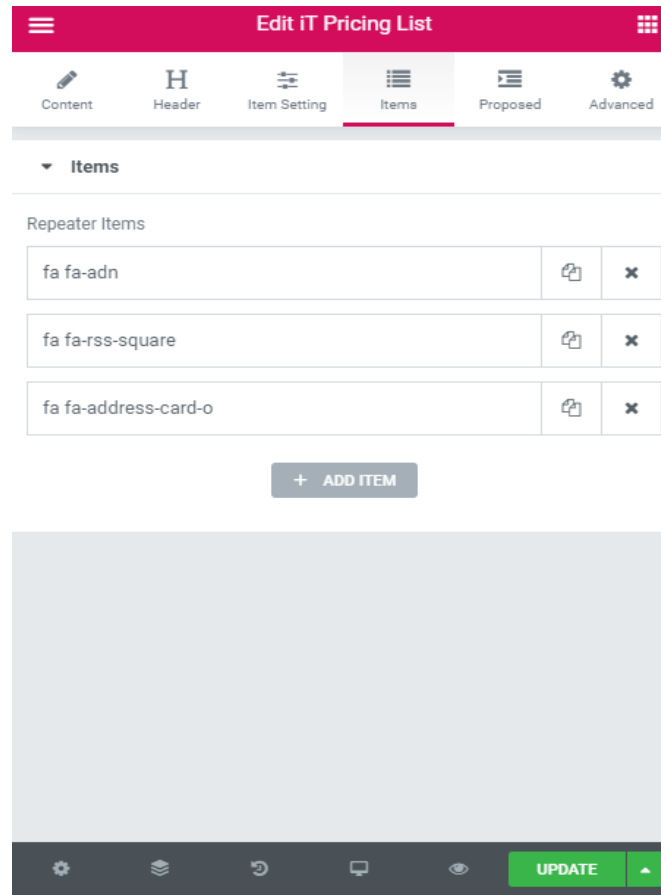 Edit iT Pricing List
Content Header Item Setting Items Proposed Advanced
Items
Repeater Items
fa fa-adn
fa fa-rss-square
fa fa-address-card-o
+ ADD ITEM
UPDATE